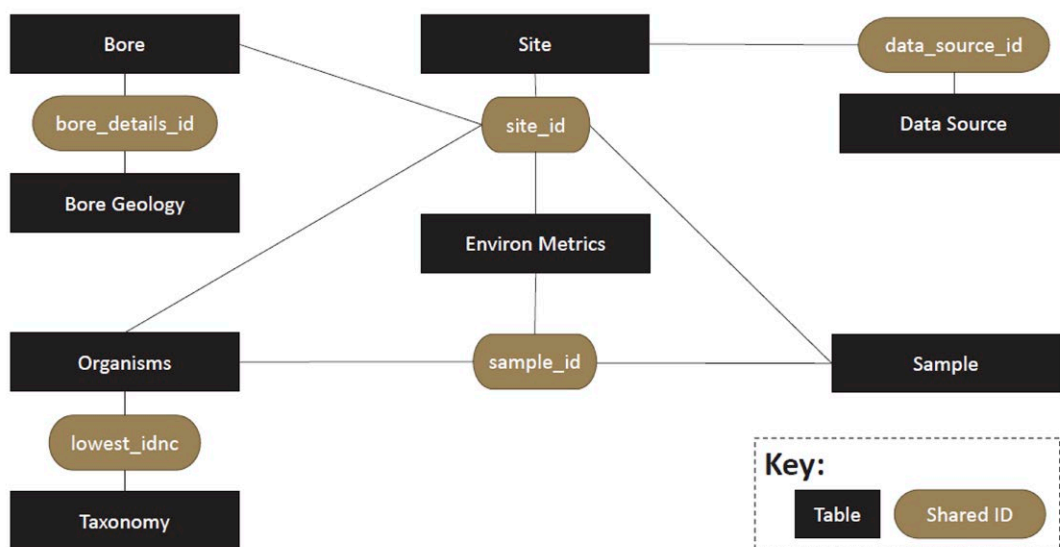 Bore
Site
data_source_id
bore_details_id
site_id
Data Source
Bore Geology
Environ Metrics
Organisms
sample_id
Sample
lowest_idnc
Key:
Taxonomy
Table
Shared ID